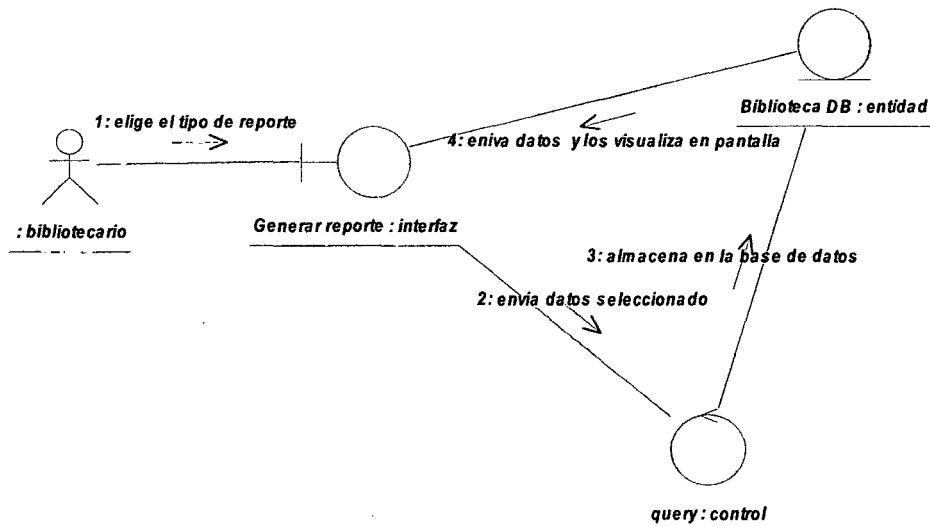 1: elige el tipo de reporte
: bibliotecario
Generar reporte : interfaz
Biblioteca DB : entidad
4: eniva datos y los visualiza en pantalla
3: almacena en la base de datos
2: envia datos seleccionado
query : control